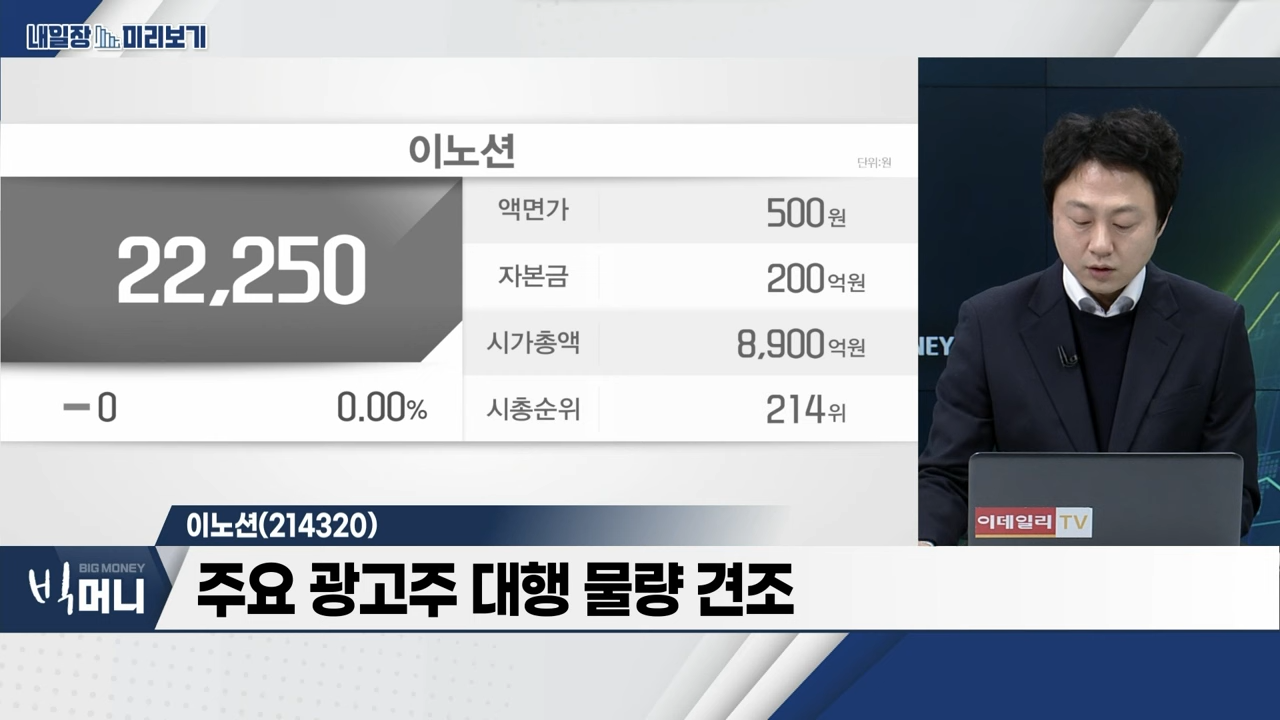 내일장 미리보기
이노션
단위:원
22,250
0
0.00%
액면가 500원
자본금 200억원
시가총액 8,900억원
시총순위 214위
NEY
이데일리 TV
이노션(214320)
BIG MONEY
빅머니
주요 광고주 대행 물량 견조